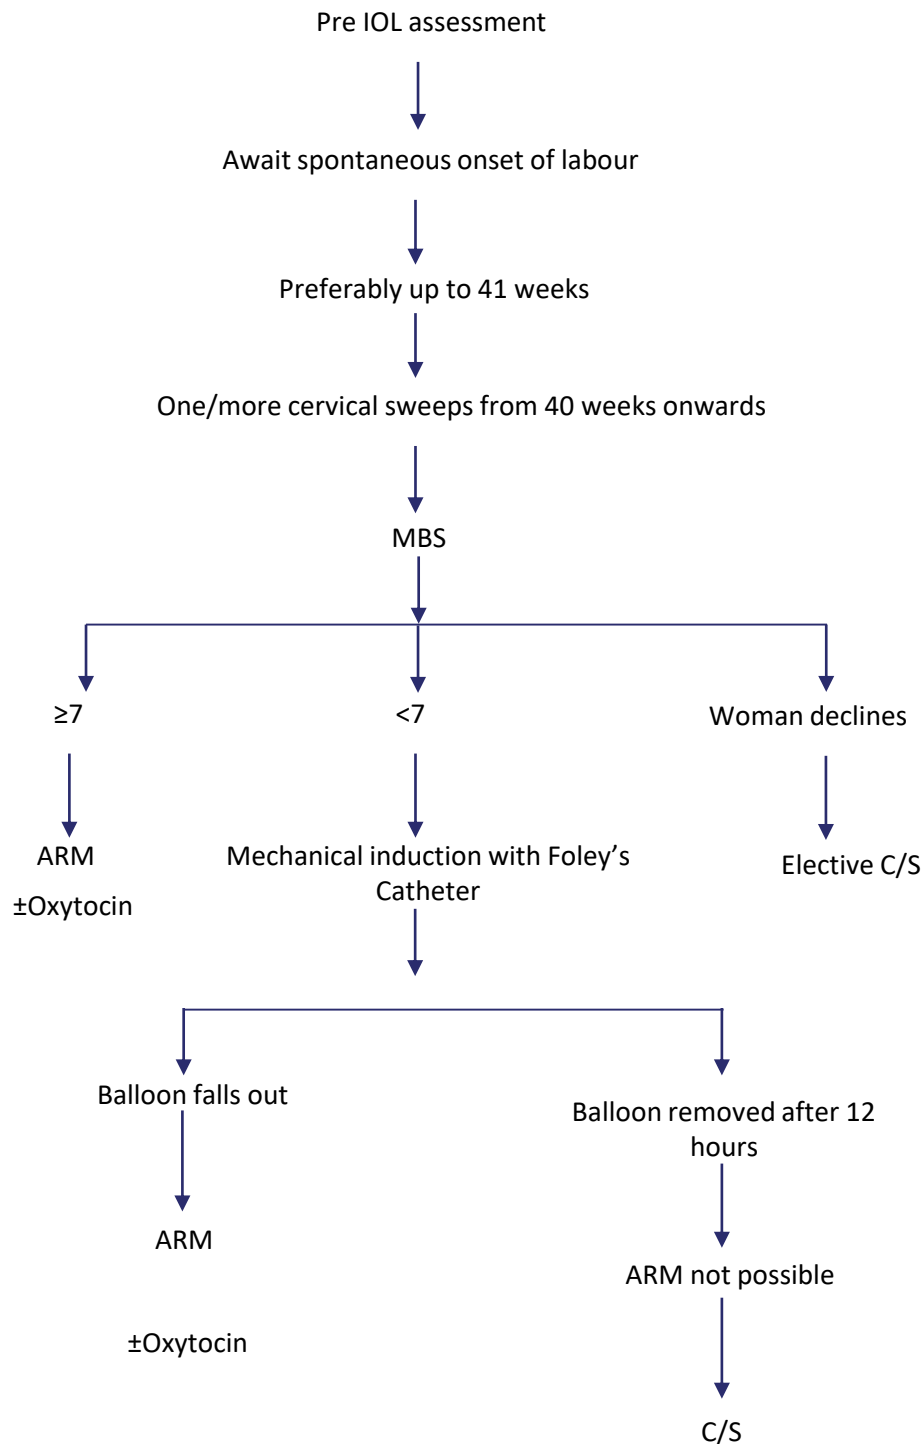 Pre IOL assessment
Await spontaneous onset of labour
Preferably up to 41 weeks
One/more cervical sweeps from 40 weeks onwards
MBS
≥7
<7
Woman declines
ARM
±Oxytocin
Mechanical induction with Foley’s
Catheter
Elective C/S
Balloon falls out
ARM
±Oxytocin
Balloon removed after 12
hours
ARM not possible
C/S